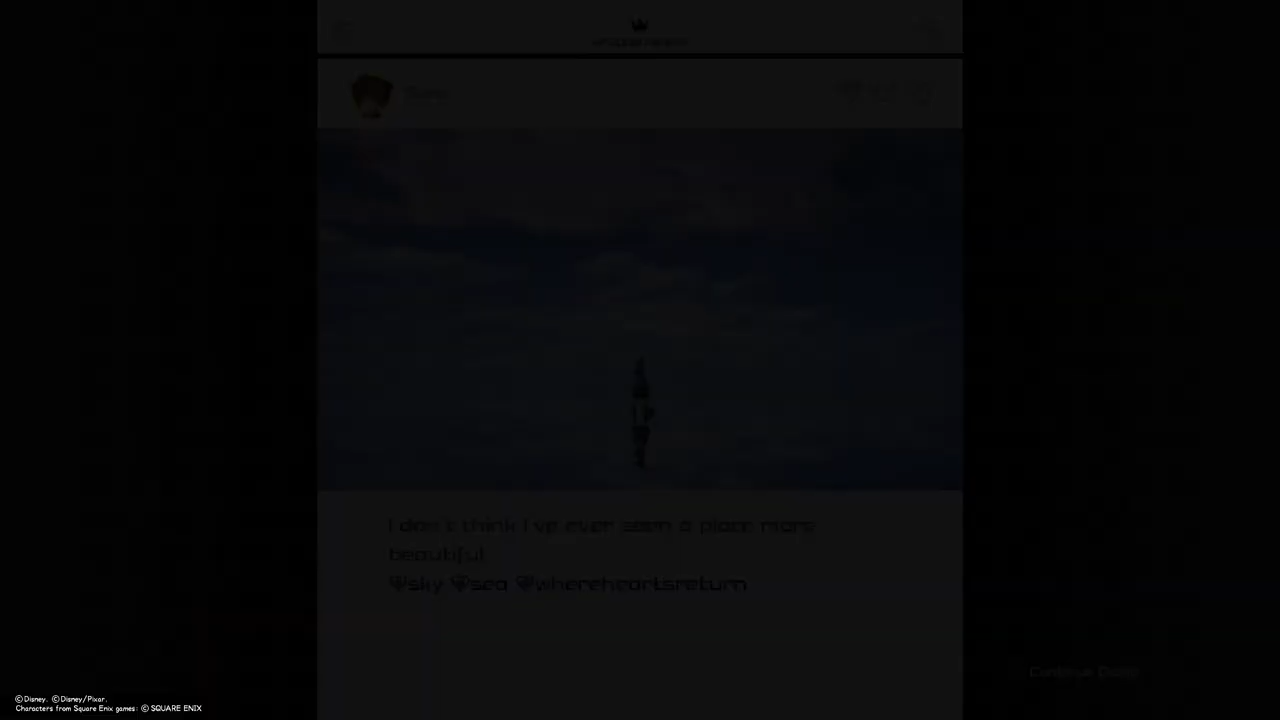 I don't think I've ever seen a place more
beautiful.
sky sea whereheartsreturn
©Disney. ©Disney/Pixar.
Characters from Square Enix games: © SQUARE ENIX